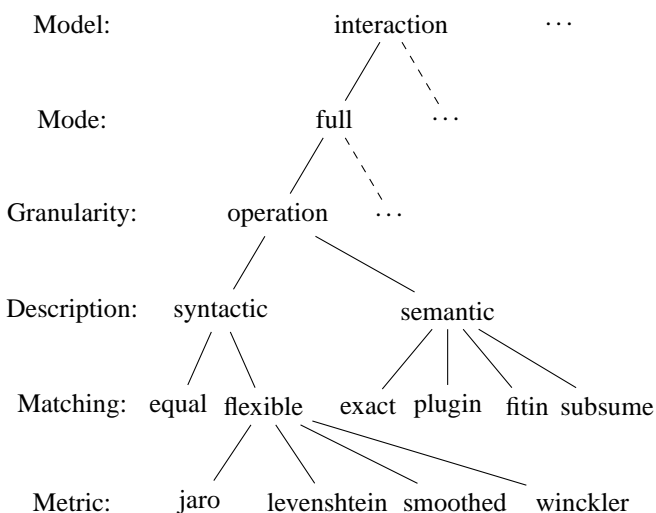 Model: interaction ···
Mode: full ···
Granularity: operation ···
Description: syntactic semantic
Matching: equal flexible exact plugin fitin subsume
Metric: jaro levenshtein smoothed winckler